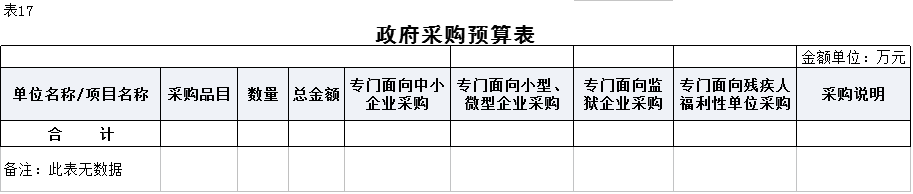 表17
政府采购预算表
金额单位：万元
单位名称/项目名称 采购品目 数量 总金额 专门面向中小企业采购 专门面向小型、微型企业采购 专门面向监狱企业采购 专门面向残疾人福利性单位采购 采购说明
合 计
备注：此表无数据